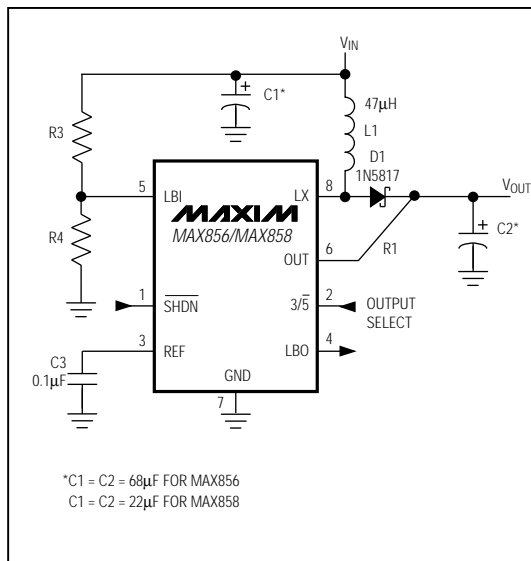 VIN
C1*
47μH
L1
R3
D1
1N5817
5
LBI
MAXIM
MAX856/MAX858
LX
8
VOUT
C2*
R4
OUT
6
R1
1
SHDN
3/5
2
OUTPUT
SELECT
3
REF
LBO
4
C3
0.1μF
GND
7
*C1 = C2 = 68μF FOR MAX856
C1 = C2 = 22μF FOR MAX858